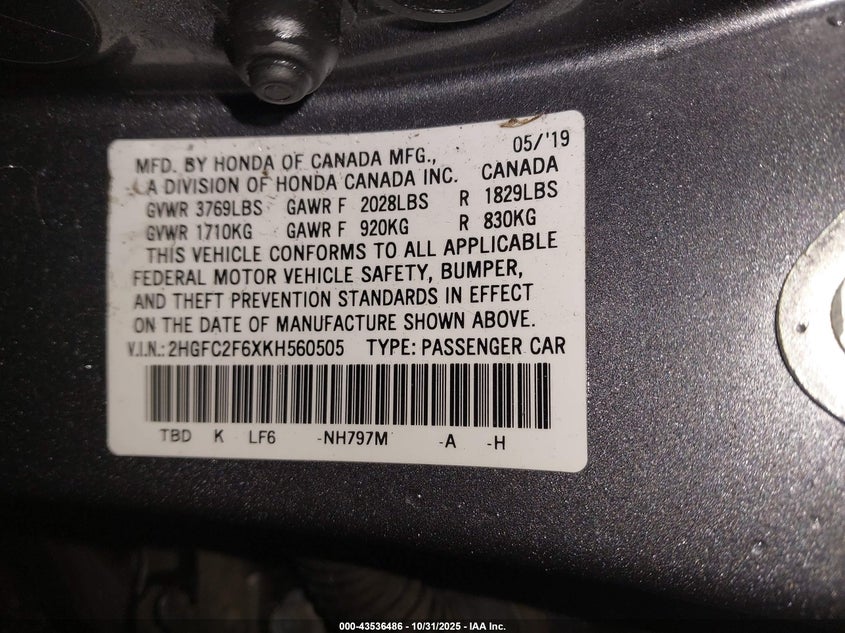 05/'19
MFD. BY HONDA OF CANADA MFG.,
A DIVISION OF HONDA CANADA INC. CANADA
GVWR 3769LBS GAWR F 2028LBS R 1829LBS
GVWR 1710KG GAWR F 920KG R 830KG
THIS VEHICLE CONFORMS TO ALL APPLICABLE
FEDERAL MOTOR VEHICLE SAFETY, BUMPER,
AND THEFT PREVENTION STANDARDS IN EFFECT
ON THE DATE OF MANUFACTURE SHOWN ABOVE.
V.I.N.: 2HGFC2F6XKH560505 TYPE: PASSENGER CAR
TBD K LF6 -NH797M -A -H
000-43536486 - 10/31/2025 - IAA Inc.